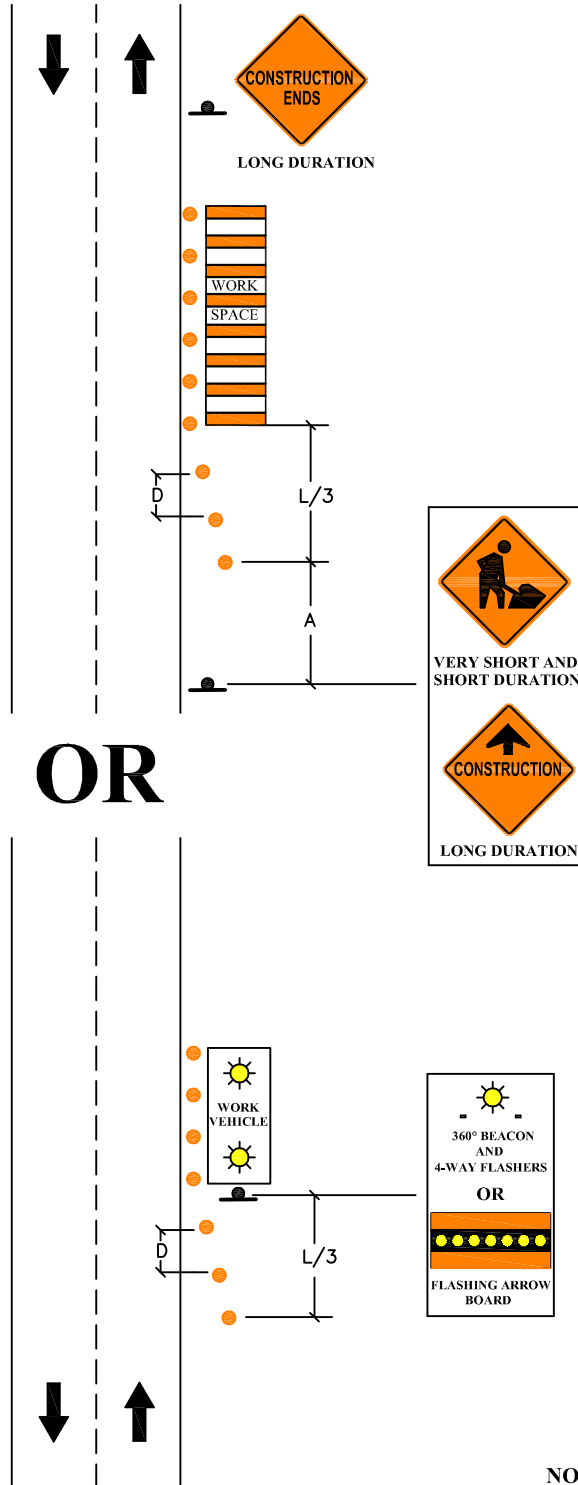 CONSTRUCTION
ENDS
LONG DURATION
WORK
SPACE
D
L/3
A
VERY SHORT AND
SHORT DURATION
CONSTRUCTION
LONG DURATION
OR
WORK
VEHICLE
360° BEACON
AND
4-WAY FLASHERS
OR
FLASHING ARROW
BOARD
D
L/3
NO